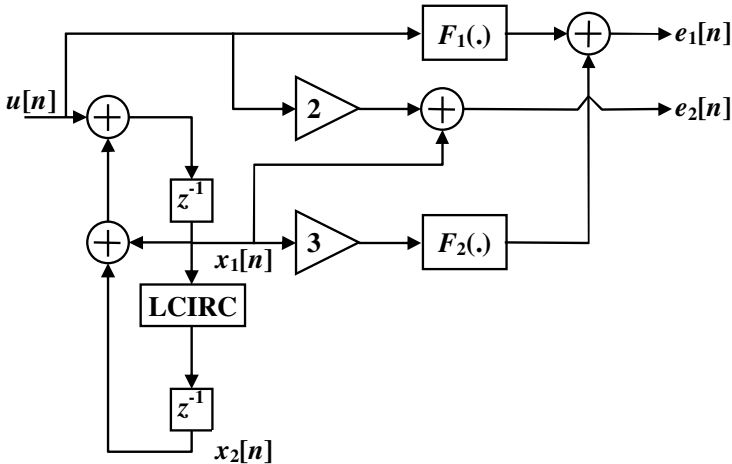 F₁(.)
e₁[n]
u[n]
2
e₂[n]
z⁻¹
3
F₂(.)
x₁[n]
LCIRC
z⁻¹
x₂[n]